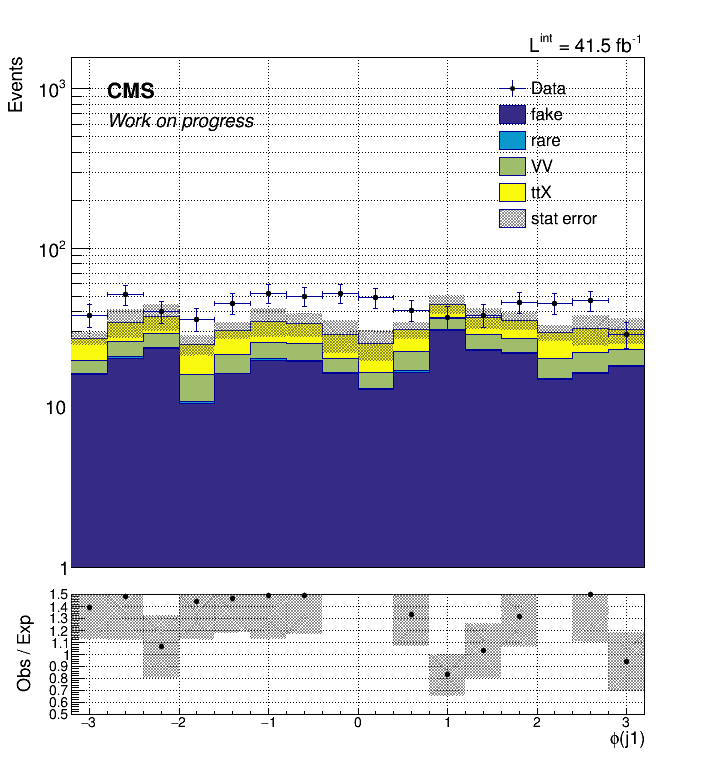 L^int = 41.5 fb^-1
Events
10^3
10^2
10
1
CMS
Work on progress
Data
fake
rare
VV
ttX
stat error
Obs / Exp
1.5
1.4
1.3
1.2
1.1
1
0.9
0.8
0.7
0.6
0.5
−3 −2 −1 0 1 2 3
ϕ(j1)